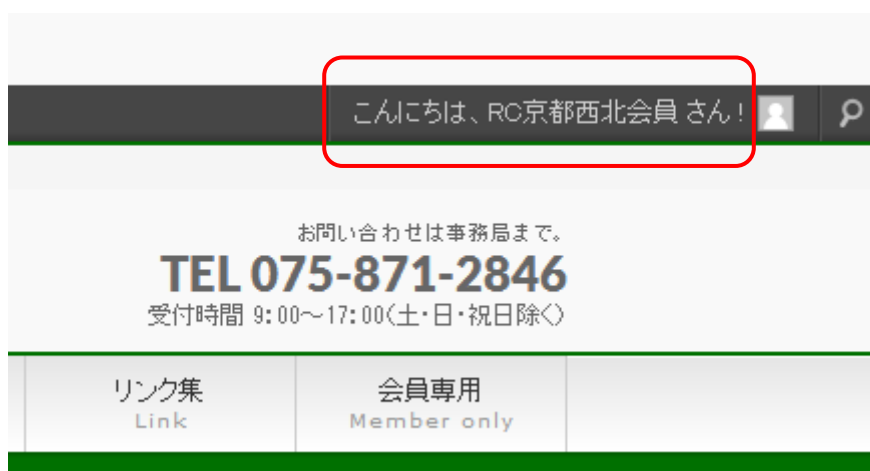 こんにちは、RC京都西北会員 さん！
お問い合わせは事務局まで。
TEL 075-871-2846
受付時間 9:00～17:00(土・日・祝日除く)
リンク集
Link
会員専用
Member only